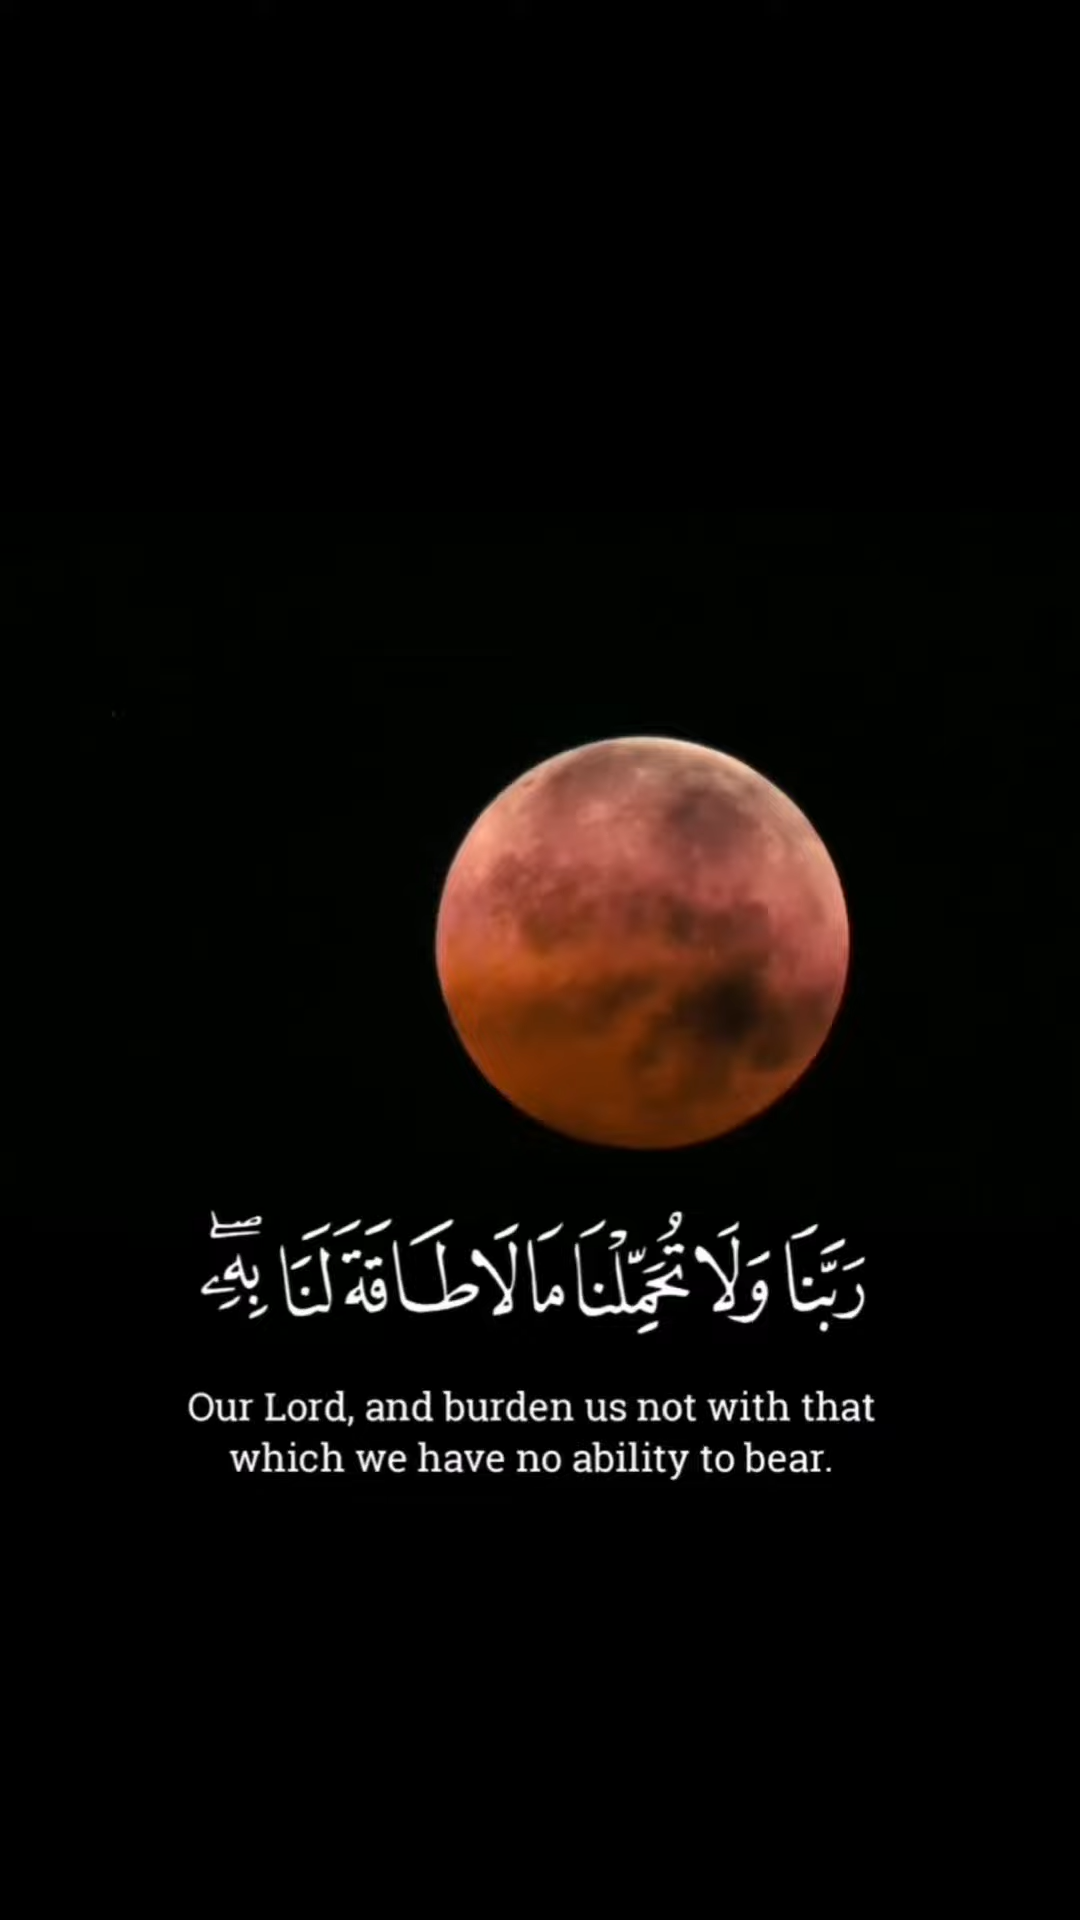 رَبَّنَا وَلَا تُحَمِّلْنَا مَا لَا طَاقَةَ لَنَا بِهِۦۖ
Our Lord, and burden us not with that
which we have no ability to bear.